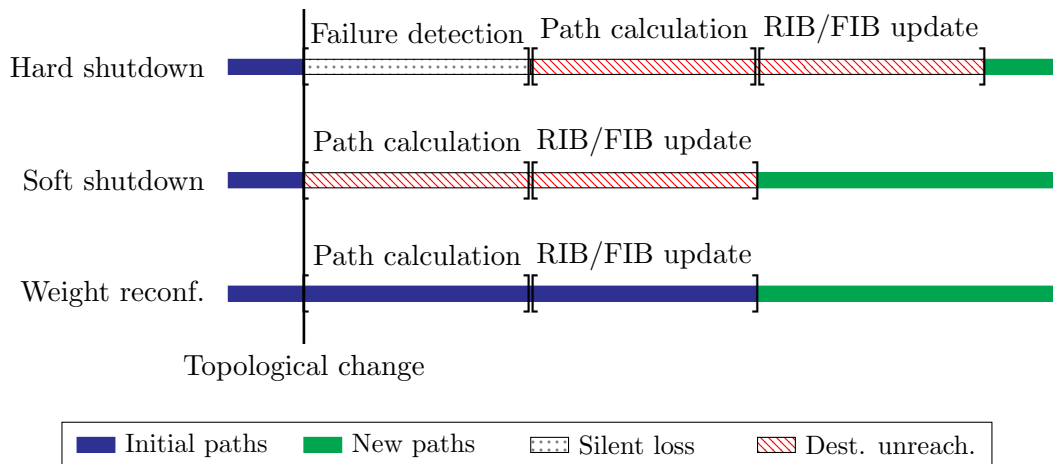 Failure detection Path calculation RIB/FIB update
Hard shutdown
Path calculation RIB/FIB update
Soft shutdown
Path calculation RIB/FIB update
Weight reconf.
Topological change
Initial paths New paths Silent loss Dest. unreach.